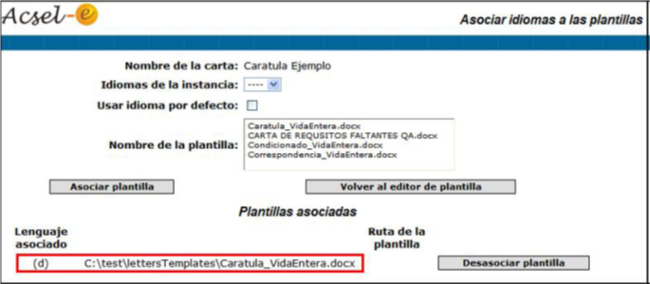 Acsel-e
Asociar idiomas a las plantillas
Nombre de la carta: Caratula Ejemplo
Idiomas de la instancia: ----
Usar idioma por defecto:
Caratula_VidaEntera.docx
CARTA DE REQUSITOS FALTANTES QA.docx
Nombre de la plantilla: Condicionado_VidaEntera.docx
Correspondencia_VidaEntera.docx
Asociar plantilla Volver al editor de plantilla
Plantillas asociadas
Lenguaje asociado Ruta de la plantilla
(d) C:\test\lettersTemplates\Caratula_VidaEntera.docx Desasociar plantilla